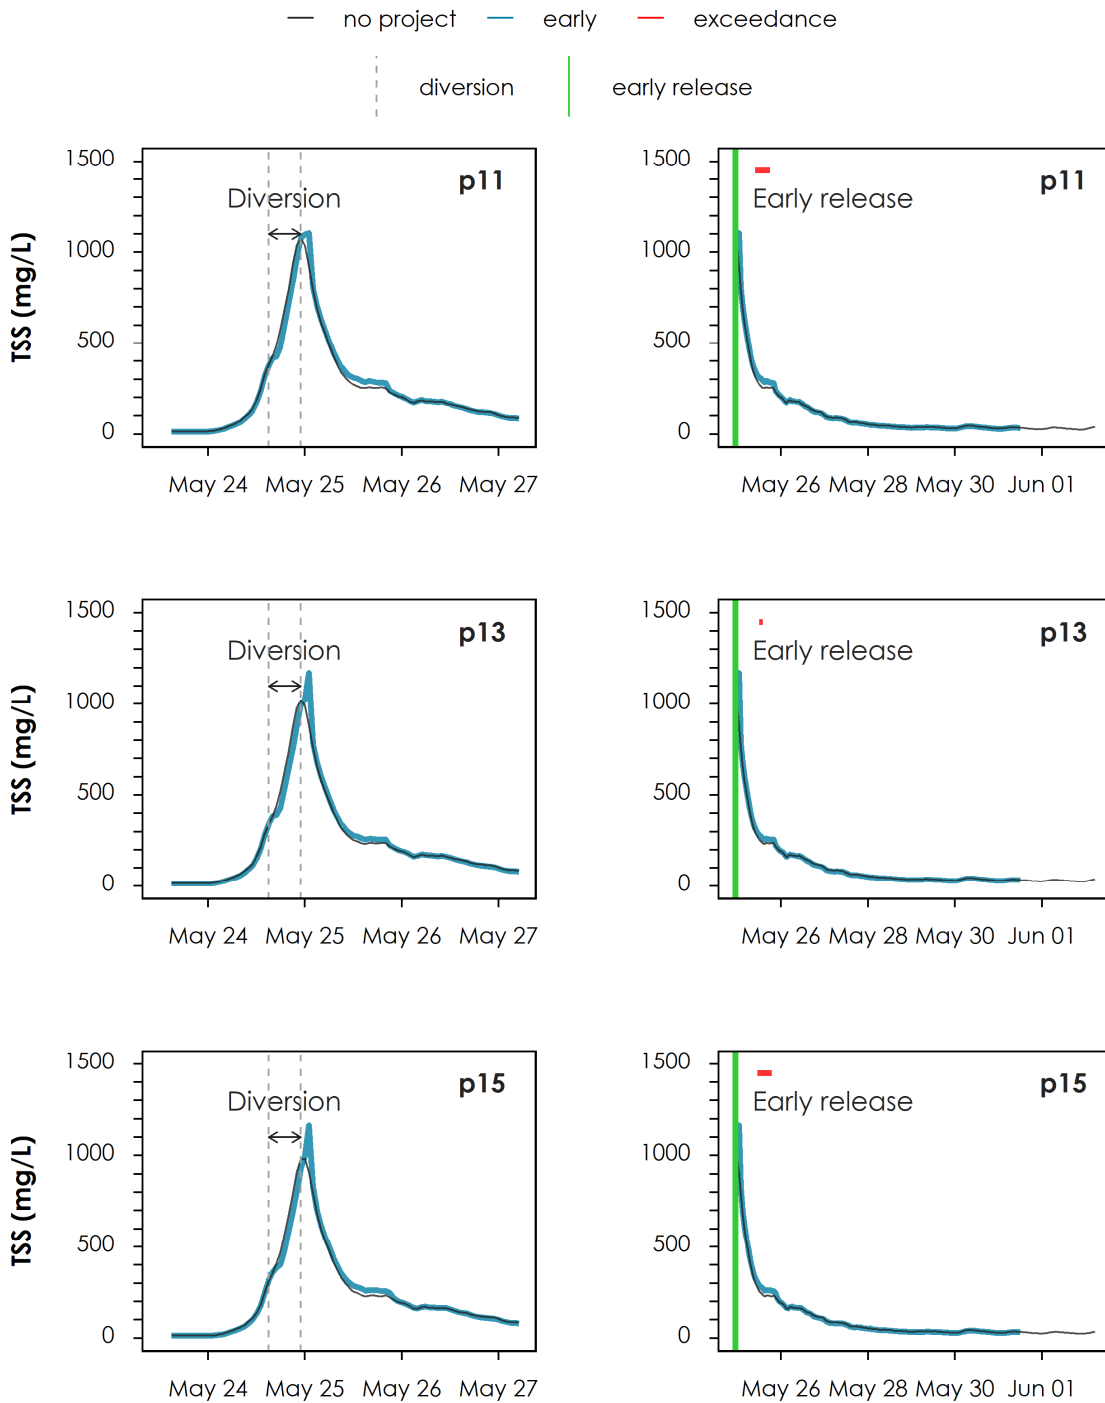 no project early exceedance
diversion early release
TSS (mg/L)
1500
1000
500
0
Diversion
p11
May 24 May 25 May 26 May 27
1500
1000
500
0
Early release
p11
May 26 May 28 May 30 Jun 01
TSS (mg/L)
1500
1000
500
0
Diversion
p13
May 24 May 25 May 26 May 27
1500
1000
500
0
Early release
p13
May 26 May 28 May 30 Jun 01
TSS (mg/L)
1500
1000
500
0
Diversion
p15
May 24 May 25 May 26 May 27
1500
1000
500
0
Early release
p15
May 26 May 28 May 30 Jun 01